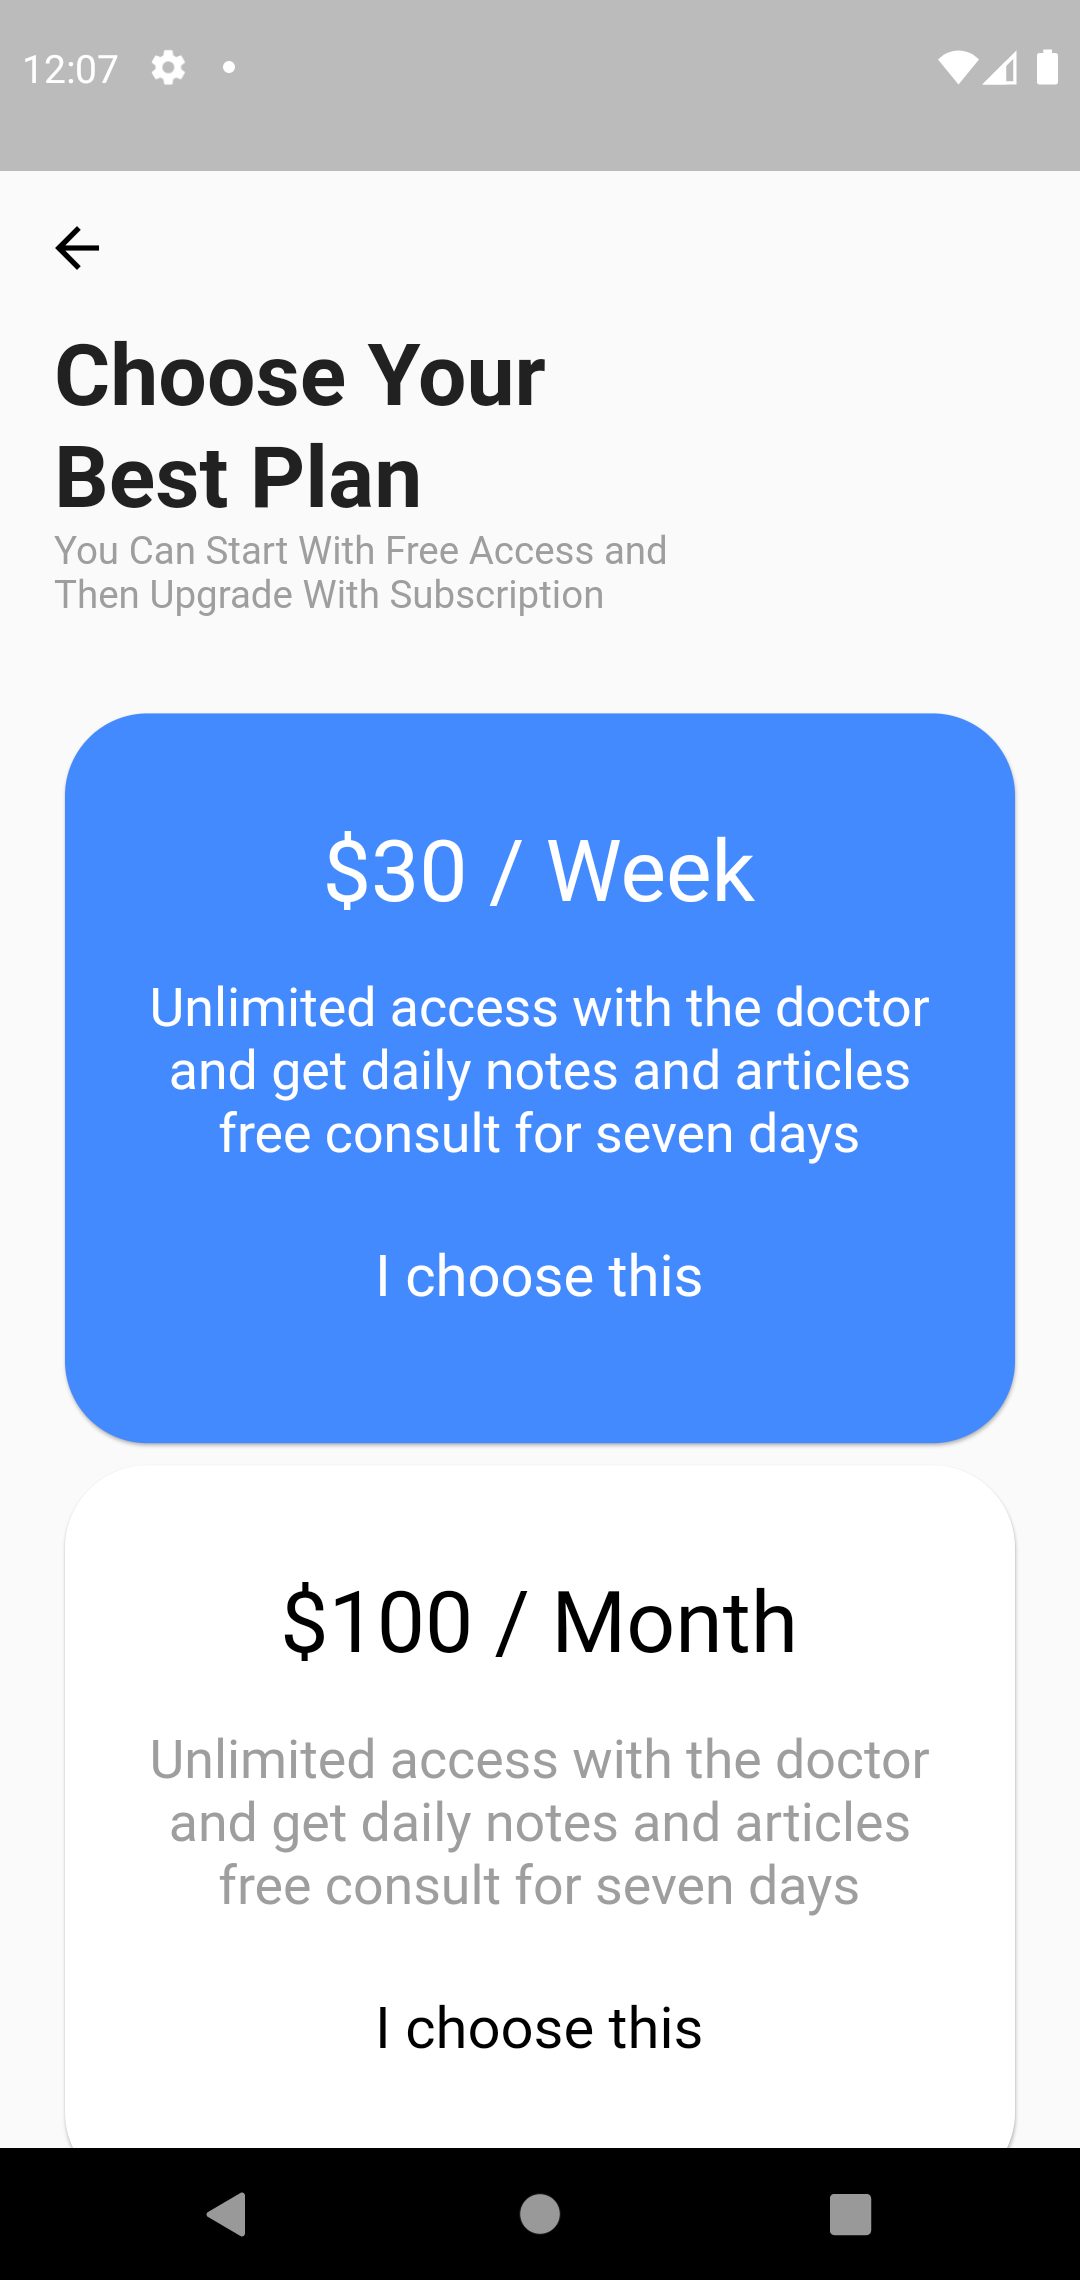 12:07
Choose Your
Best Plan
You Can Start With Free Access and
Then Upgrade With Subscription
$30 / Week
Unlimited access with the doctor
and get daily notes and articles
free consult for seven days
I choose this
$100 / Month
Unlimited access with the doctor
and get daily notes and articles
free consult for seven days
I choose this